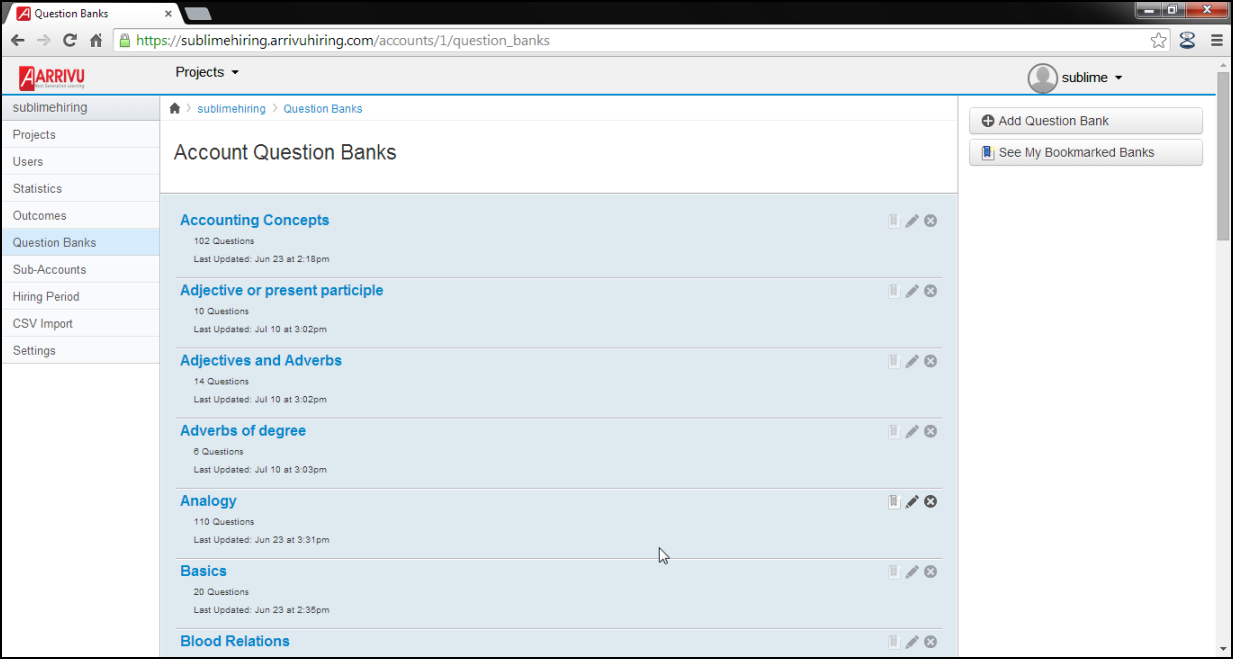 Question Banks
https://sublimehiring.arrivuhiring.com/accounts/1/question_banks
ARRIVU
Next Generation Learning
Projects
sublime
sublimehiring
Projects
Users
Statistics
Outcomes
Question Banks
Sub-Accounts
Hiring Period
CSV Import
Settings
sublimehiring
Question Banks
Account Question Banks
Accounting Concepts
102 Questions
Last Updated: Jun 23 at 2:18pm
Adjective or present participle
10 Questions
Last Updated: Jul 10 at 3:02pm
Adjectives and Adverbs
14 Questions
Last Updated: Jul 10 at 3:02pm
Adverbs of degree
6 Questions
Last Updated: Jul 10 at 3:03pm
Analogy
110 Questions
Last Updated: Jun 23 at 3:31pm
Basics
20 Questions
Last Updated: Jun 23 at 2:35pm
Blood Relations
Add Question Bank
See My Bookmarked Banks